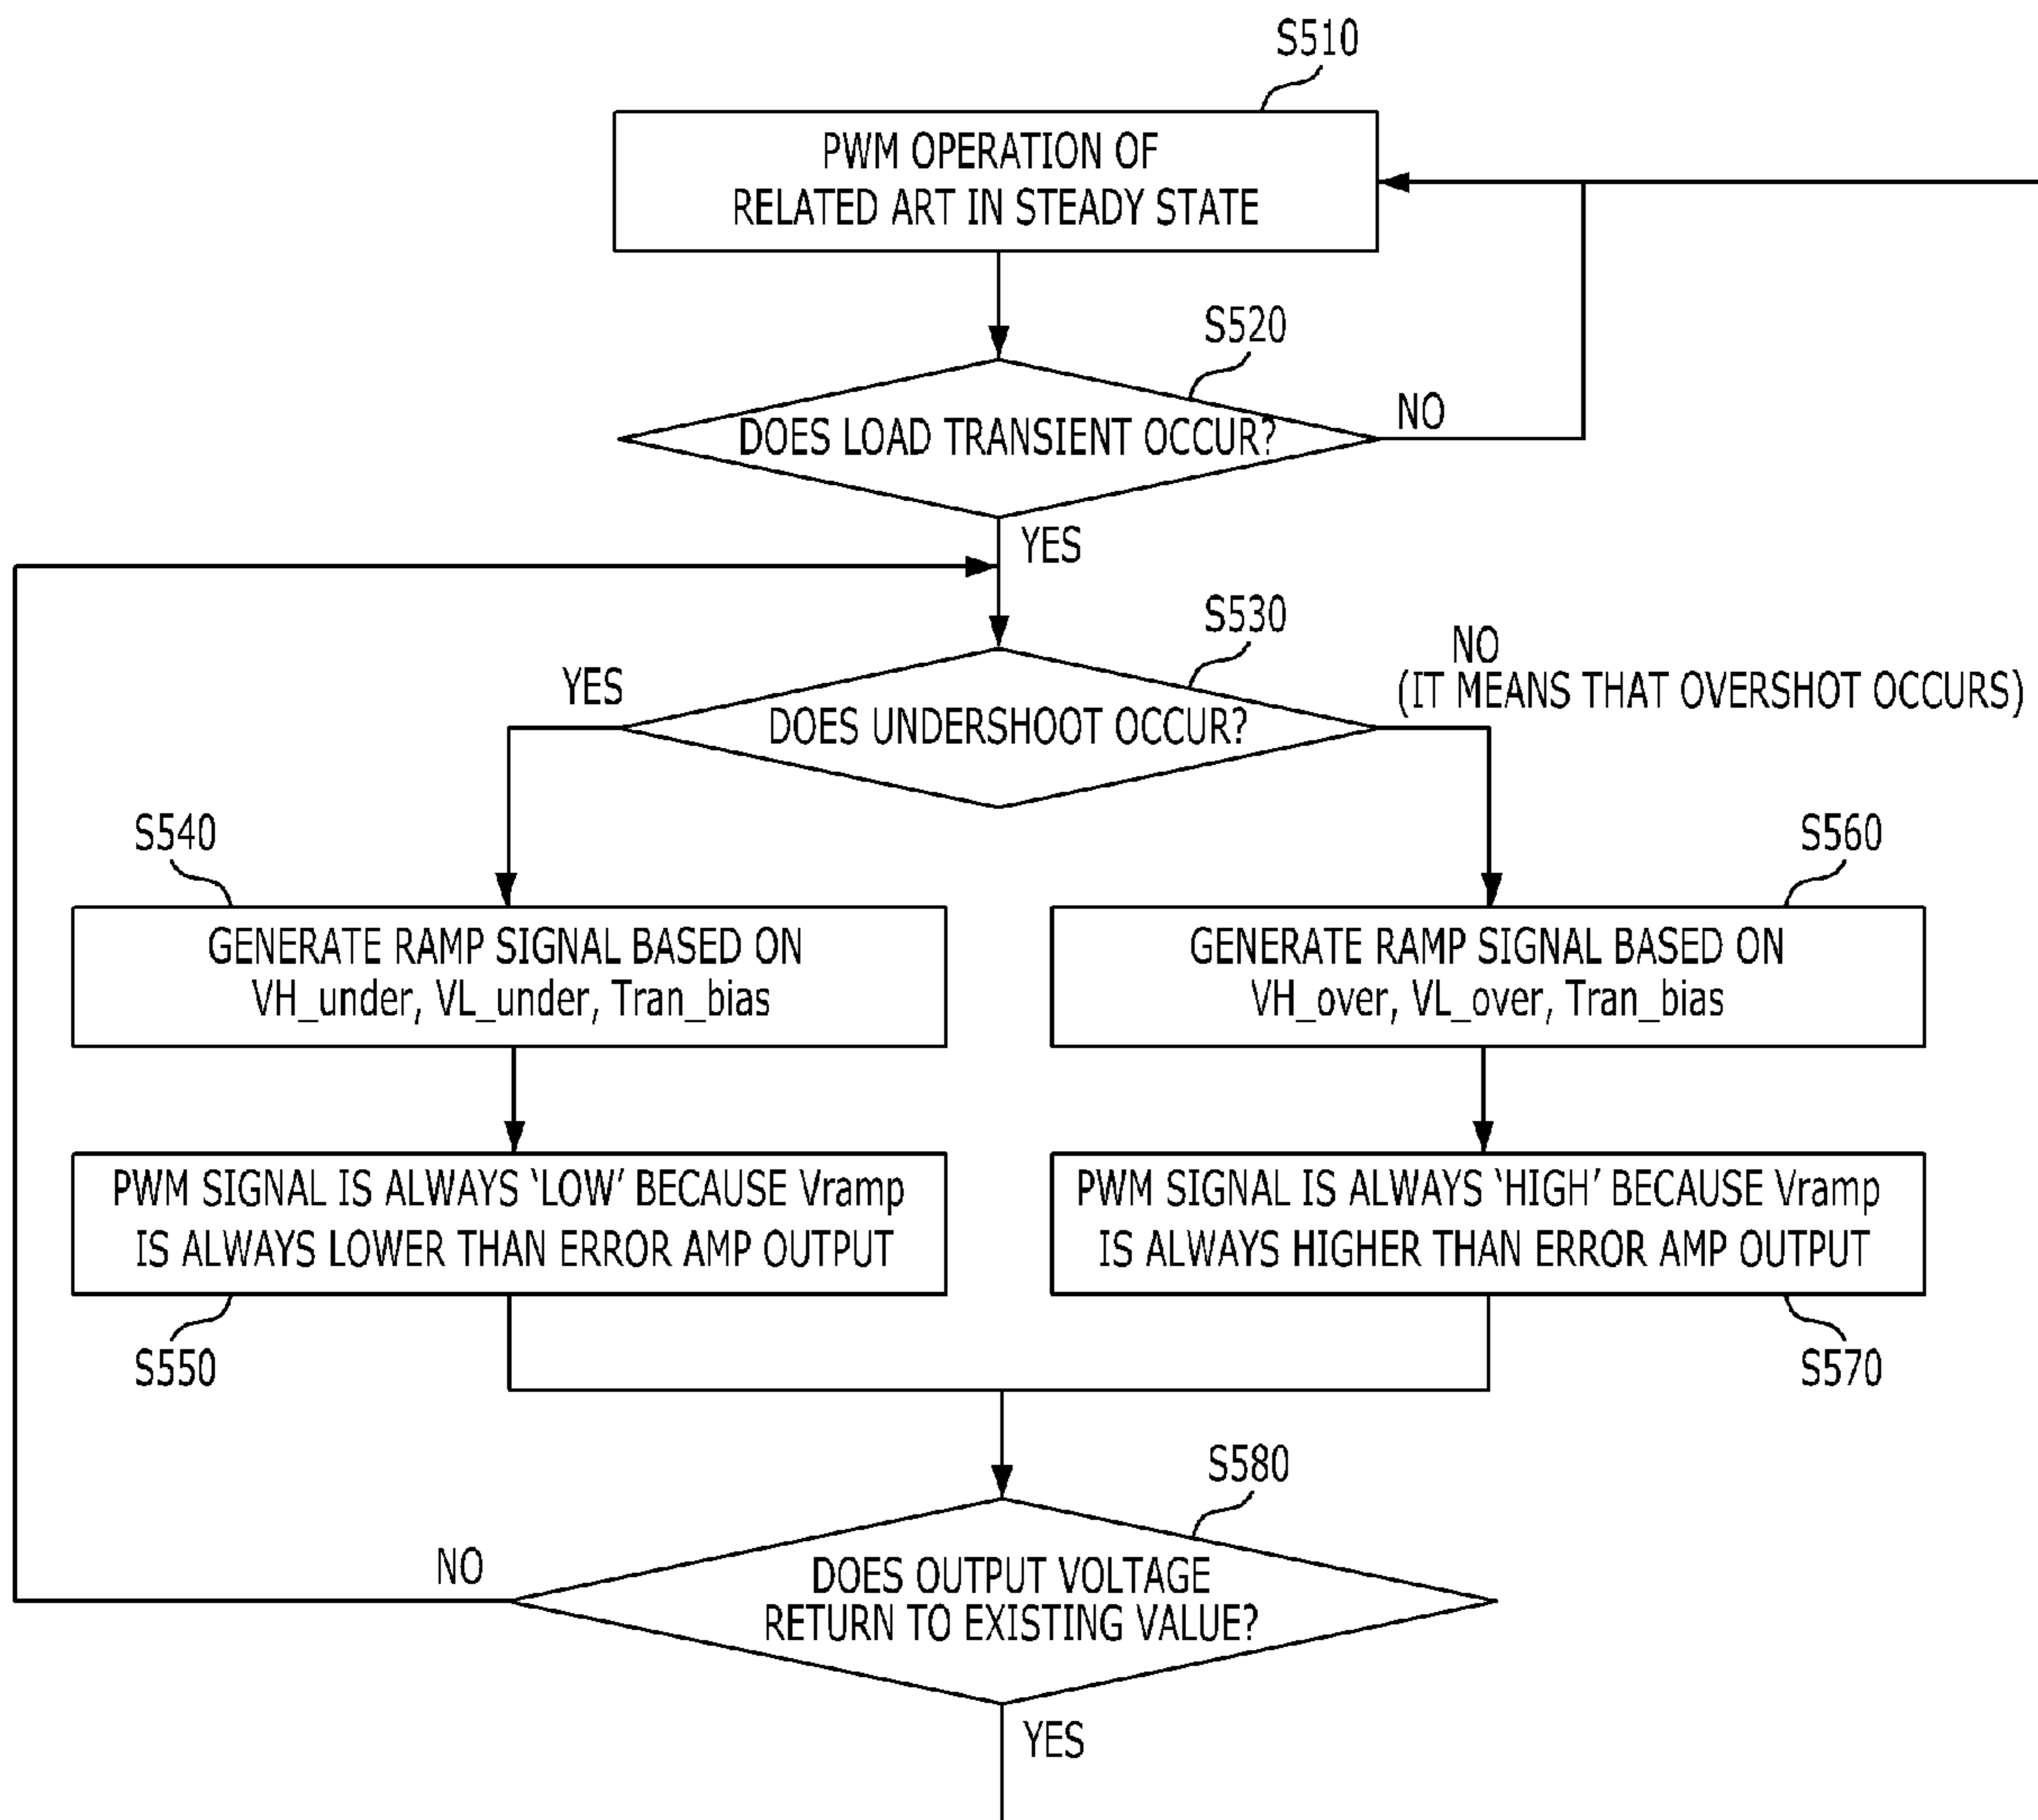 S510
PWM OPERATION OF
RELATED ART IN STEADY STATE
S520
DOES LOAD TRANSIENT OCCUR?
NO
YES
S530
YES
DOES UNDERSHOOT OCCUR?
NO
(IT MEANS THAT OVERSHOT OCCURS)
S540
GENERATE RAMP SIGNAL BASED ON
VH_under, VL_under, Tran_bias
S560
GENERATE RAMP SIGNAL BASED ON
VH_over, VL_over, Tran_bias
PWM SIGNAL IS ALWAYS ‘LOW’ BECAUSE Vramp
IS ALWAYS LOWER THAN ERROR AMP OUTPUT
S550
PWM SIGNAL IS ALWAYS ‘HIGH’ BECAUSE Vramp
IS ALWAYS HIGHER THAN ERROR AMP OUTPUT
S570
S580
NO
DOES OUTPUT VOLTAGE
RETURN TO EXISTING VALUE?
YES